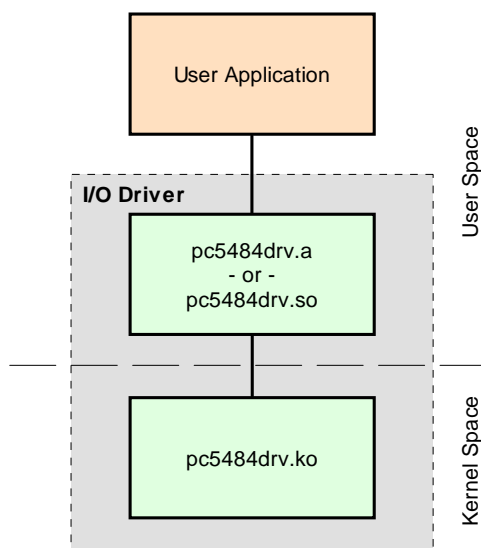 User Application
User Space
I/O Driver
pc5484drv.a
- or -
pc5484drv.so
pc5484drv.ko
Kernel Space